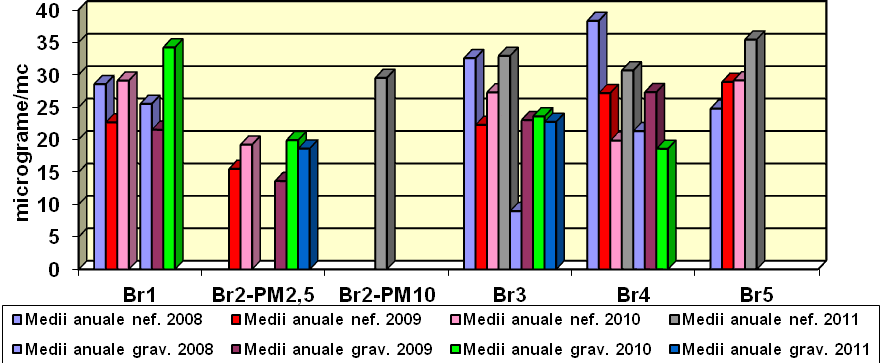 40
35
30
25
20
15
10
5
0
micrograme/mc
Br1 Br2-PM2,5 Br2-PM10 Br3 Br4 Br5
Medii anuale nef. 2008 Medii anuale nef. 2009 Medii anuale nef. 2010 Medii anuale nef. 2011
Medii anuale grav. 2008 Medii anuale grav. 2009 Medii anuale grav. 2010 Medii anuale grav. 2011